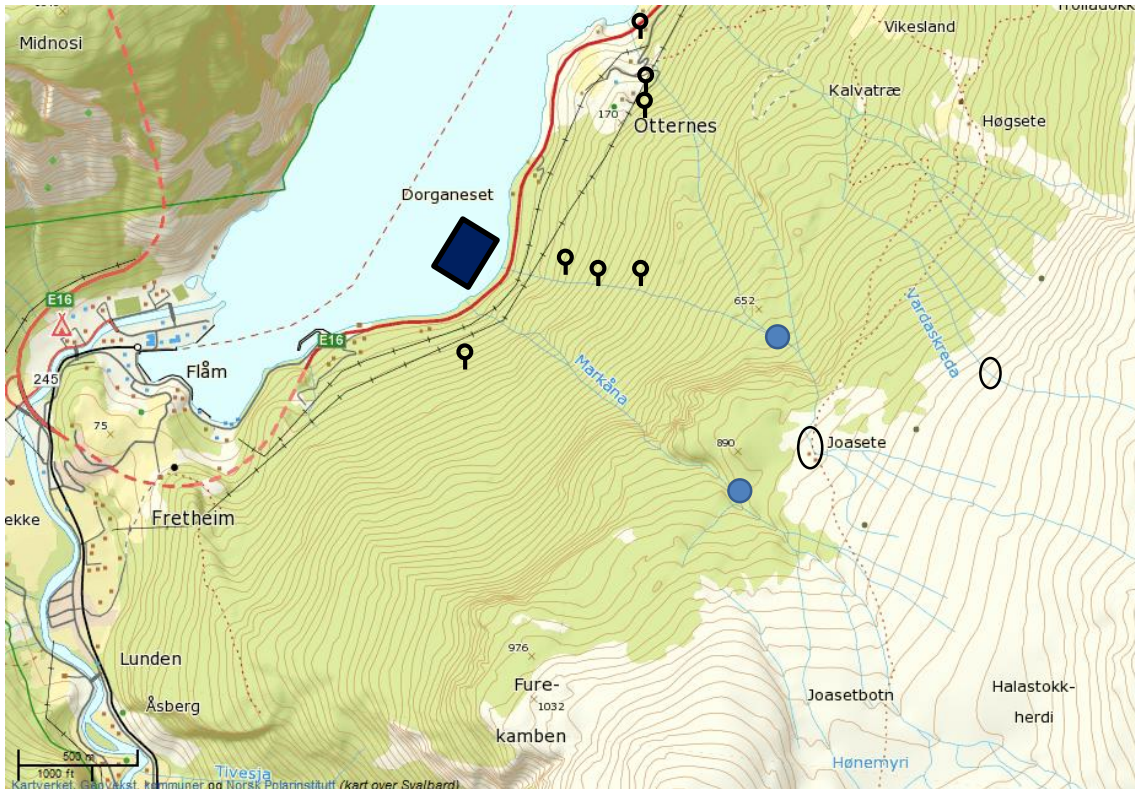 Trolladokk
Midnosi
Vikesland
Kalvatræ
170
Otternes
Høgsete
Dorganeset
E16
652
Vardaskreda
E16
Flåm
245
Markåna
75
890
Joasete
ekke
Fretheim
976
Lunden
Fure-
1032
kamben
Åsberg
Joasetbotn
Halastokk-
herdi
Hønemyri
500 m
1000 ft
Tivesja
Kartverket, Geovekst, kommuner og Norsk Polarinstitutt (kart over Svalbard)